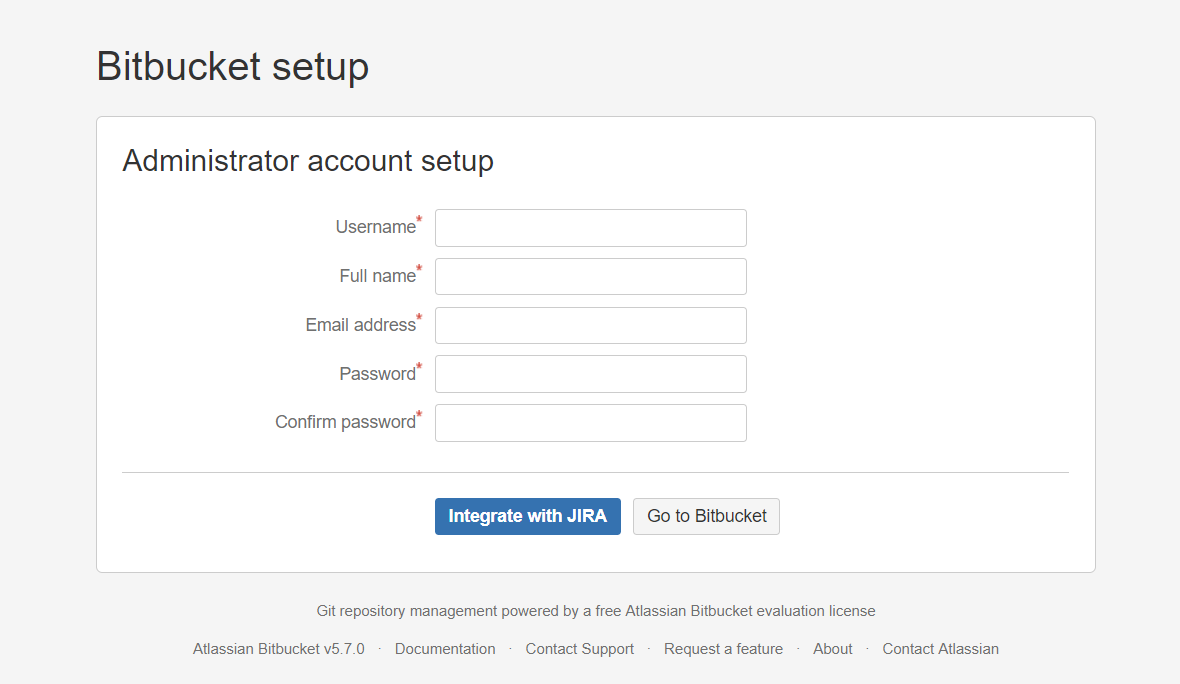 Bitbucket setup
Administrator account setup
Username*
Full name*
Email address*
Password*
Confirm password*
Integrate with JIRA Go to Bitbucket
Git repository management powered by a free Atlassian Bitbucket evaluation license
Atlassian Bitbucket v5.7.0 · Documentation · Contact Support · Request a feature · About · Contact Atlassian